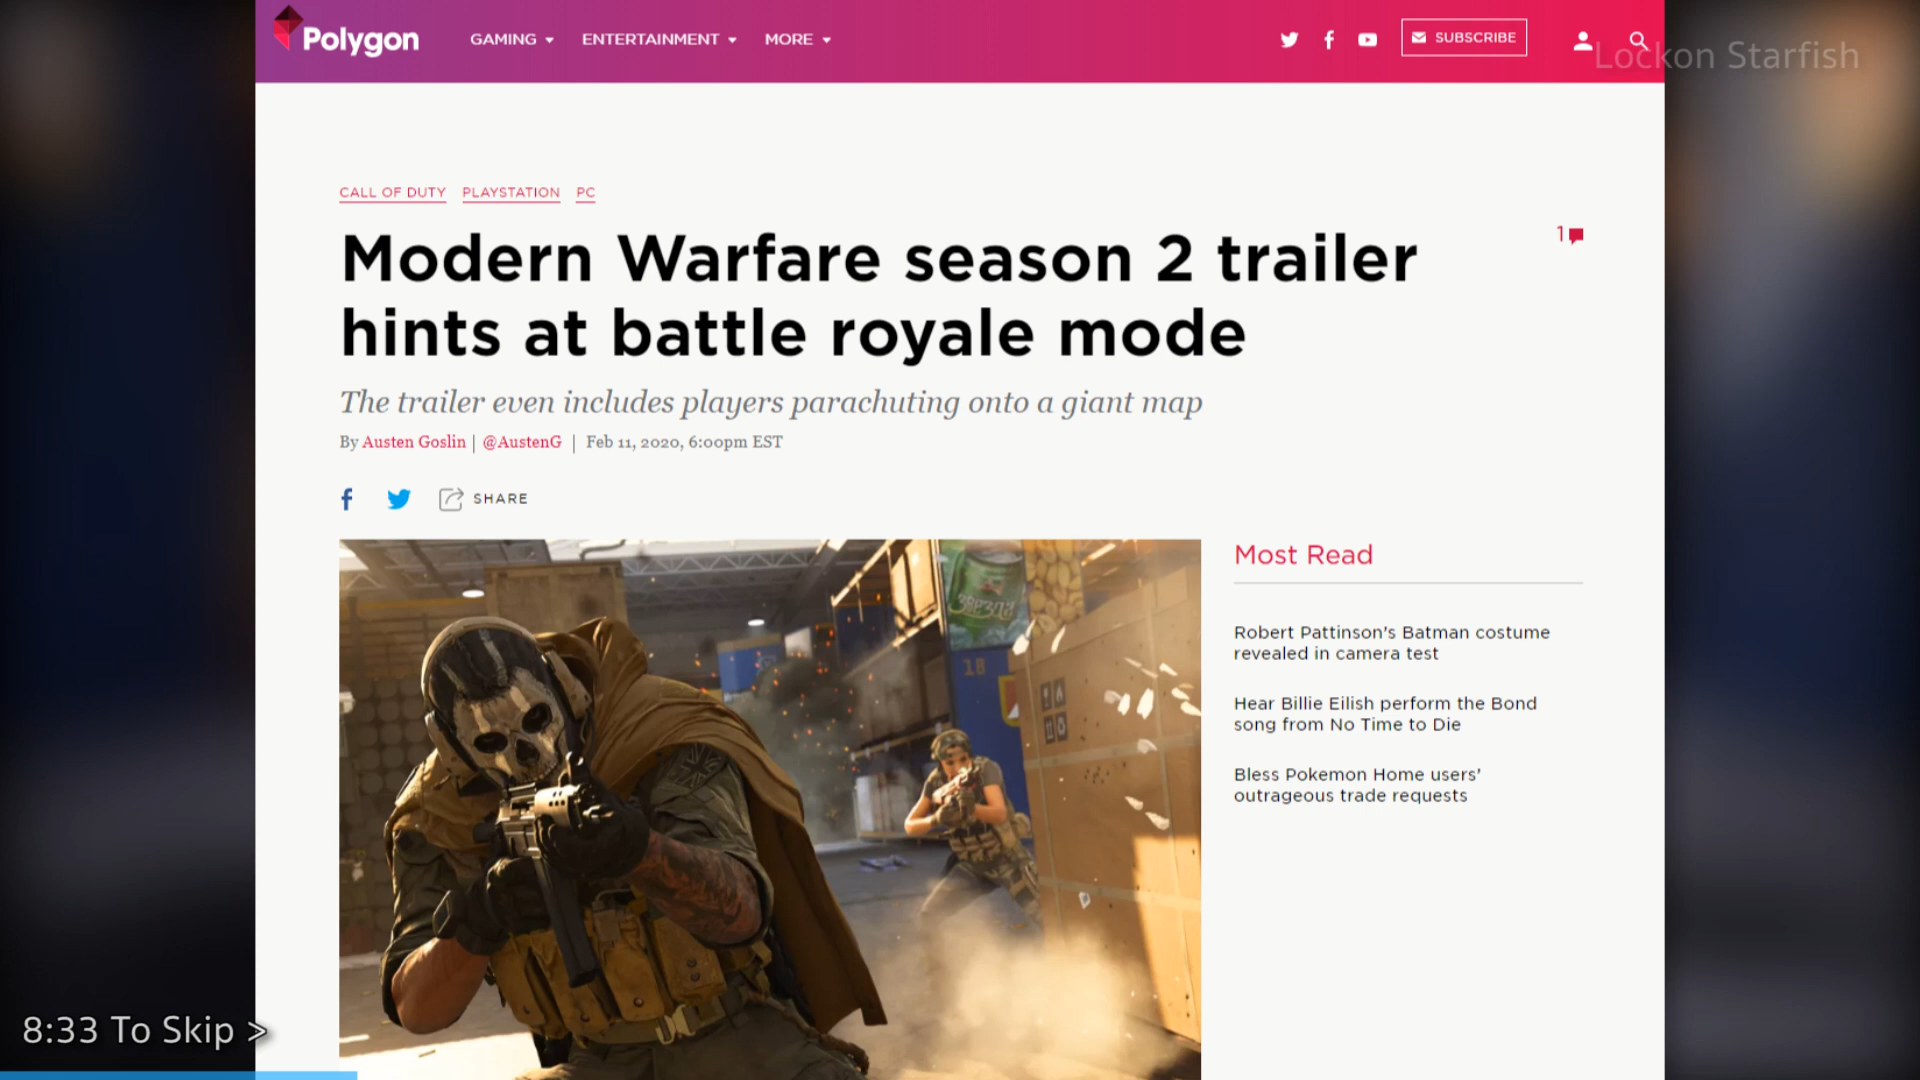 Polygon
GAMING
ENTERTAINMENT
MORE
SUBSCRIBE
Lockon Starfish
CALL OF DUTY
PLAYSTATION
PC
1
Modern Warfare season 2 trailer
hints at battle royale mode
The trailer even includes players parachuting onto a giant map
By Austen Goslin | @AustenG | Feb 11, 2020, 6:00pm EST
SHARE
Most Read
Robert Pattinson's Batman costume
revealed in camera test
Hear Billie Eilish perform the Bond
song from No Time to Die
Bless Pokemon Home users'
outrageous trade requests
18
8:33 To Skip >